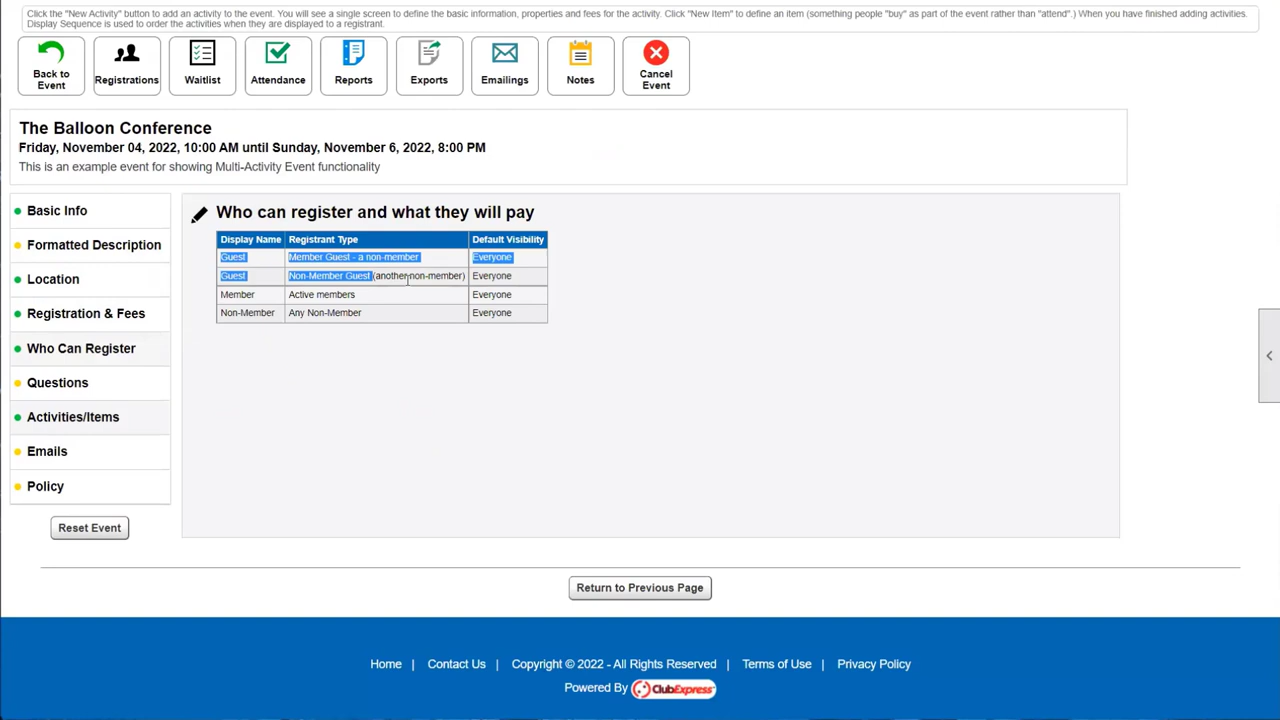 Click the "New Activity" button to add an activity to the event. You will see a single screen to define the basic information, properties and fees for the activity. Click "New Item" to define an item (something people "buy" as part of the event rather than "attend".) When you have finished adding activities.
Display Sequence is used to order the activities when they are displayed to a registrant.
Back to Event
Registrations
Waitlist
Attendance
Reports
Exports
Emailings
Notes
Cancel Event
The Balloon Conference
Friday, November 04, 2022, 10:00 AM until Sunday, November 6, 2022, 8:00 PM
This is an example event for showing Multi-Activity Event functionality
Basic Info
Formatted Description
Location
Registration & Fees
Who Can Register
Questions
Activities/Items
Emails
Policy
Reset Event
Who can register and what they will pay
Display Name Registrant Type Default Visibility
Guest Member Guest - a non-member Everyone
Guest Non-Member Guest (another non-member) Everyone
Member Active members Everyone
Non-Member Any Non-Member Everyone
Return to Previous Page
Home | Contact Us | Copyright © 2022 - All Rights Reserved | Terms of Use | Privacy Policy
Powered By ClubExpress